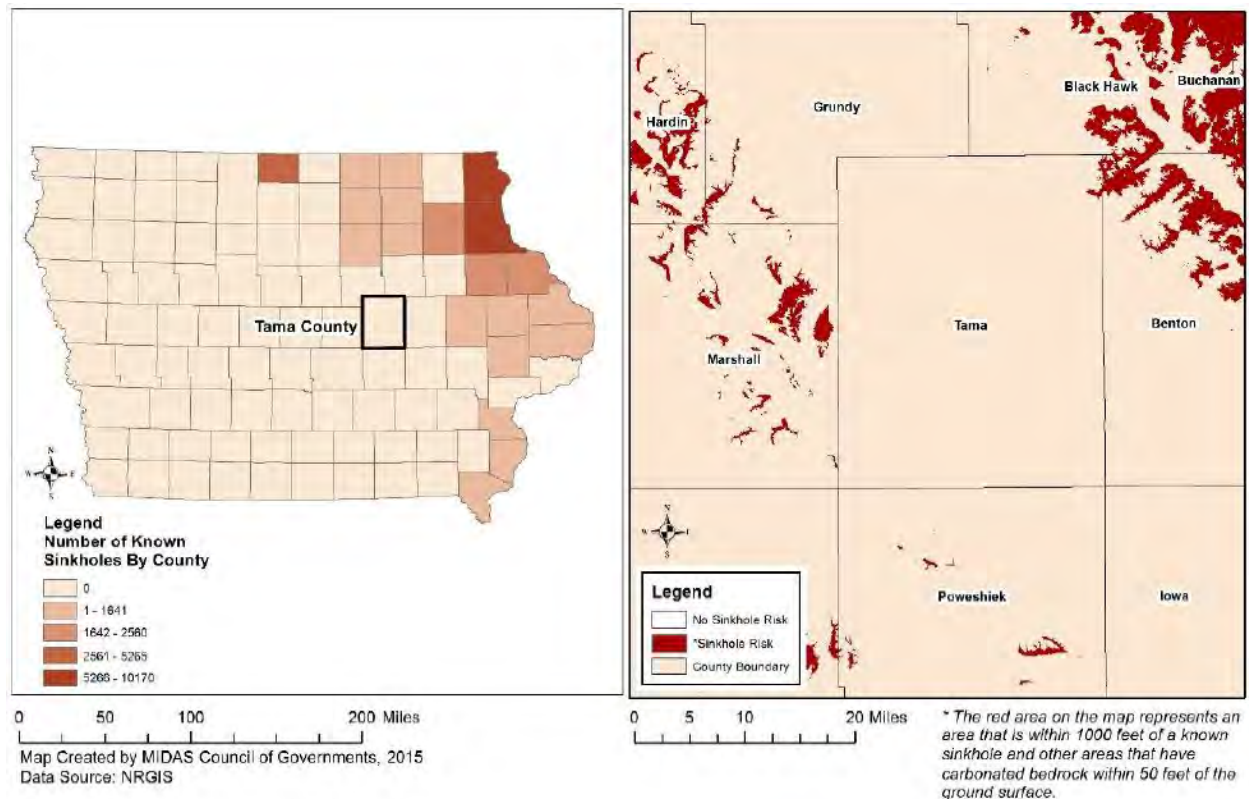 Tama County
N
W E
S
Legend
Number of Known
Sinkholes By County
0
1 - 1641
1642 - 2560
2561 - 5265
5266 - 10170
0 50 100 200 Miles
Map Created by MIDAS Council of Governments, 2015
Data Source: NRGIS
Hardin
Grundy
Black Hawk
Buchanan
Marshall
Tama
Benton
Poweshiek
Iowa
N
W E
S
Legend
No Sinkhole Risk
*Sinkhole Risk
County Boundary
0 5 10 20 Miles
* The red area on the map represents an
area that is within 1000 feet of a known
sinkhole and other areas that have
carbonated bedrock within 50 feet of the
ground surface.